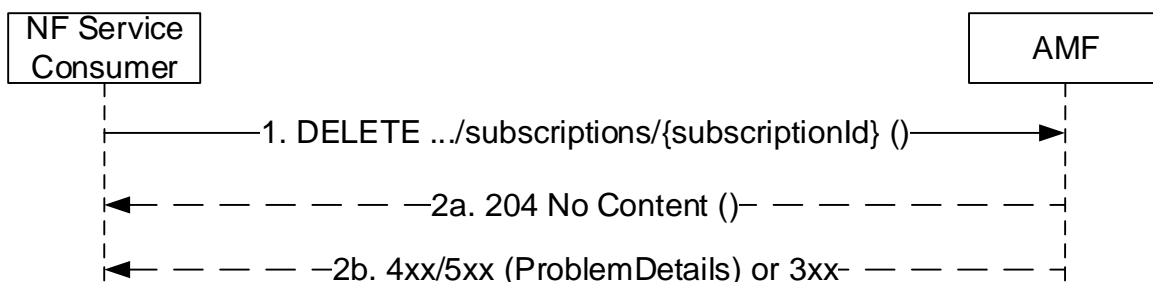 NF Service
Consumer
AMF
1. DELETE .../subscriptions/{subscriptionId} ()
2a. 204 No Content ()
2b. 4xx/5xx (ProblemDetails) or 3xx